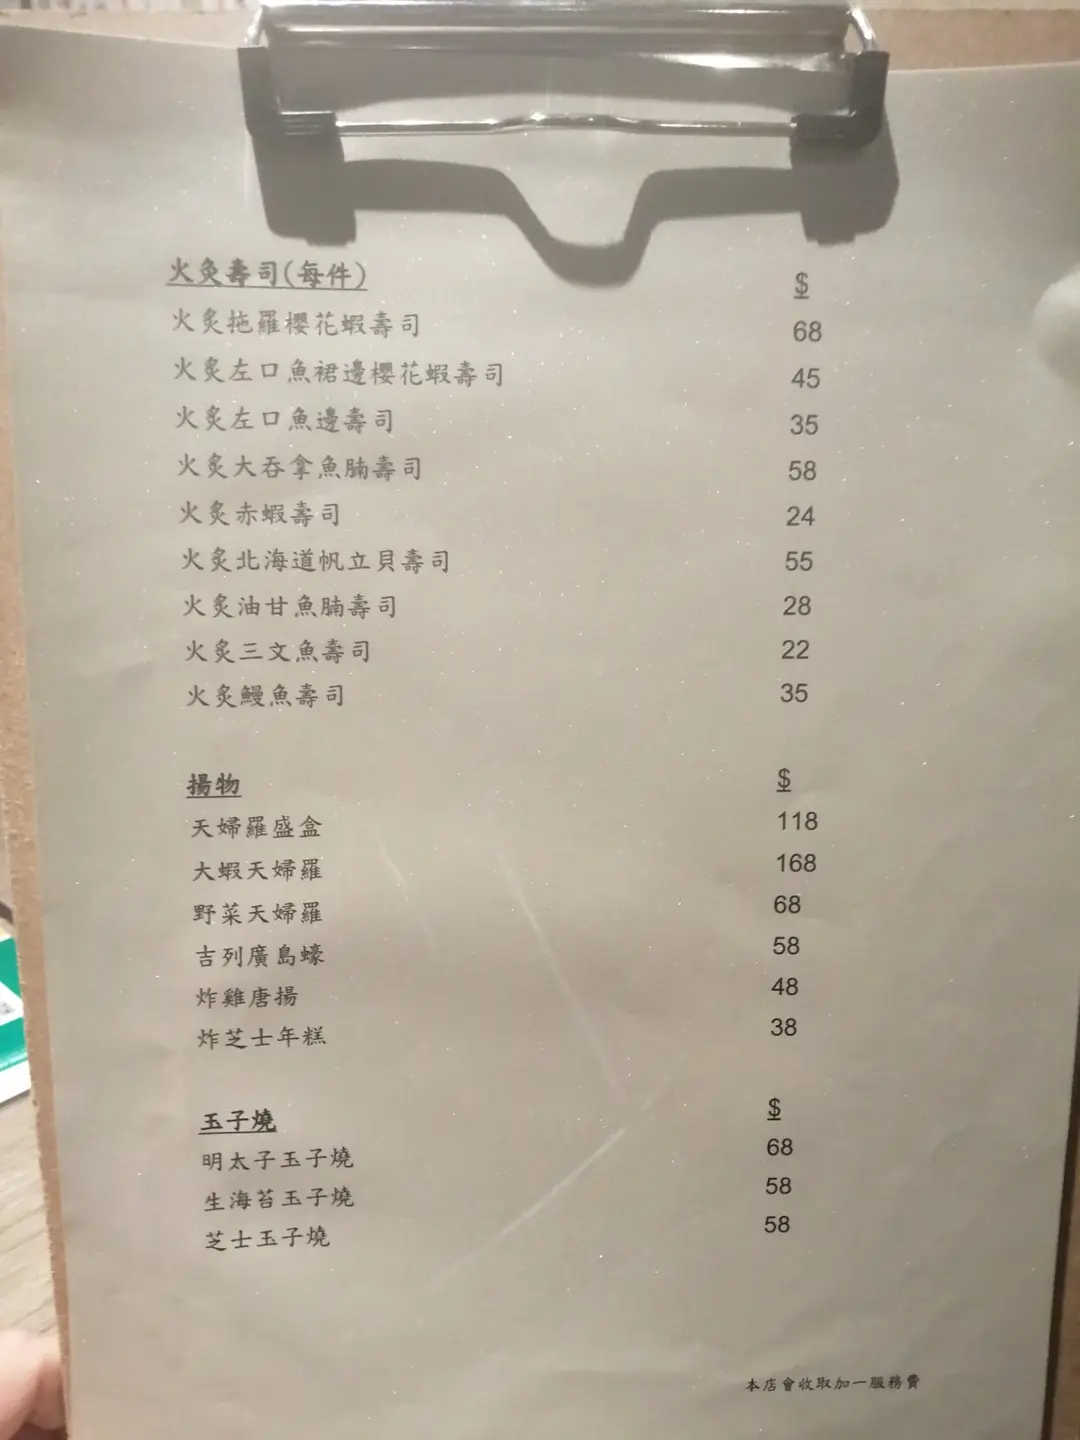 火灸壽司(每件) $
火炙拖羅櫻花蝦壽司 68
火炙左口魚裙邊櫻花蝦壽司 45
火炙左口魚邊壽司 35
火炙大吞拿魚腩壽司 58
火炙赤蝦壽司 24
火炙北海道帆立貝壽司 55
火炙油甘魚腩壽司 28
火炙三文魚壽司 22
火炙鰻魚壽司 35
揚物 $
天婦羅盛盒 118
大蝦天婦羅 168
野菜天婦羅 68
吉列廣島蠔 58
炸雞唐揚 48
炸芝士年糕 38
玉子燒 $
明太子玉子燒 68
生海苔玉子燒 58
芝士玉子燒 58
本店會收取加一服務費